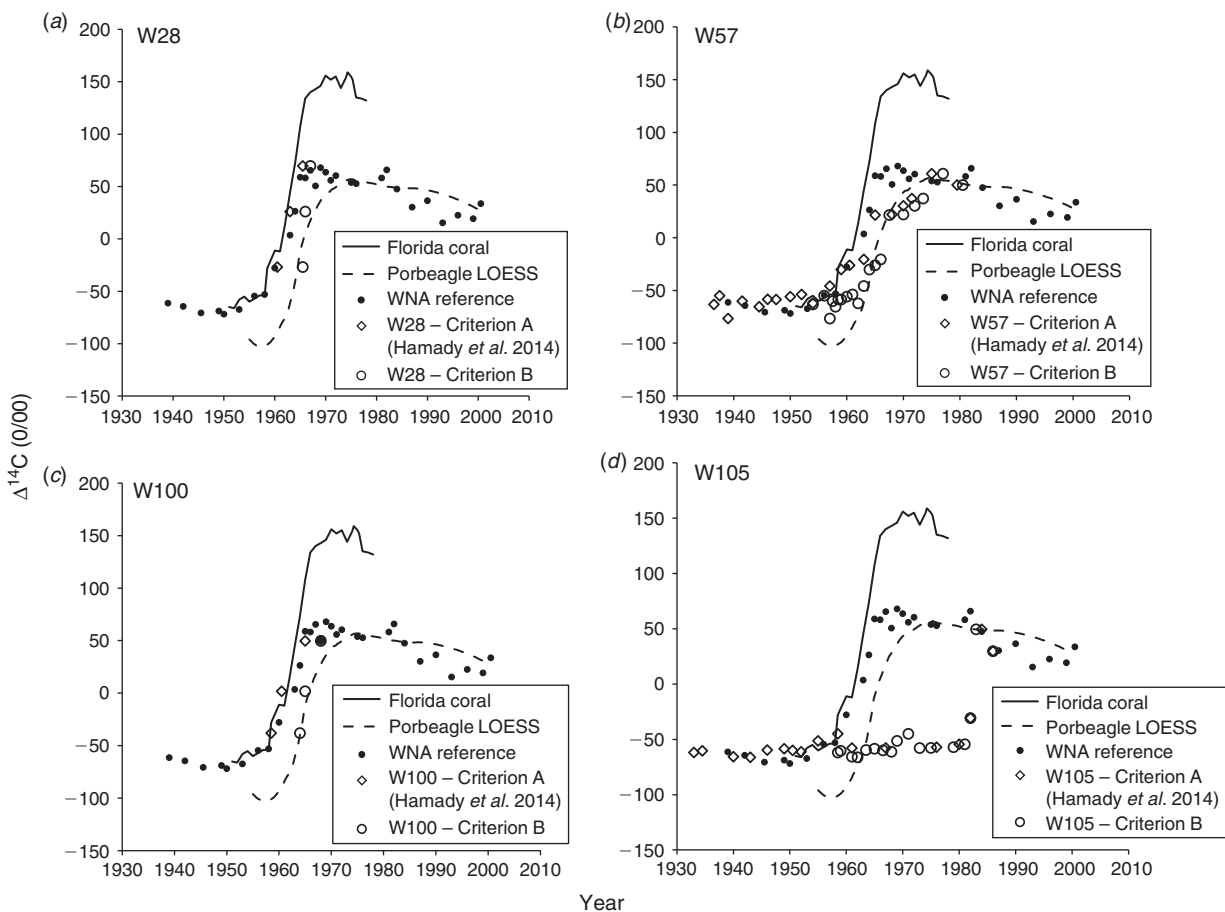 (a)
W28
200
150
100
50
0
−50
−100
−150
1930 1940 1950 1960 1970 1980 1990 2000 2010
Florida coral
Porbeagle LOESS
WNA reference
W28 – Criterion A
(Hamady et al. 2014)
W28 – Criterion B
(b)
W57
200
150
100
50
0
−50
−100
−150
1930 1940 1950 1960 1970 1980 1990 2000 2010
Florida coral
Porbeagle LOESS
WNA reference
W57 – Criterion A
(Hamady et al. 2014)
W57 – Criterion B
Δ14C (0/00)
(c)
W100
200
150
100
50
0
−50
−100
−150
1930 1940 1950 1960 1970 1980 1990 2000 2010
Florida coral
Porbeagle LOESS
WNA reference
W100 – Criterion A
(Hamady et al. 2014)
W100 – Criterion B
(d)
W105
200
150
100
50
0
−50
−100
−150
1930 1940 1950 1960 1970 1980 1990 2000 2010
Florida coral
Porbeagle LOESS
WNA reference
W105 – Criterion A
(Hamady et al. 2014)
W105 – Criterion B
Year